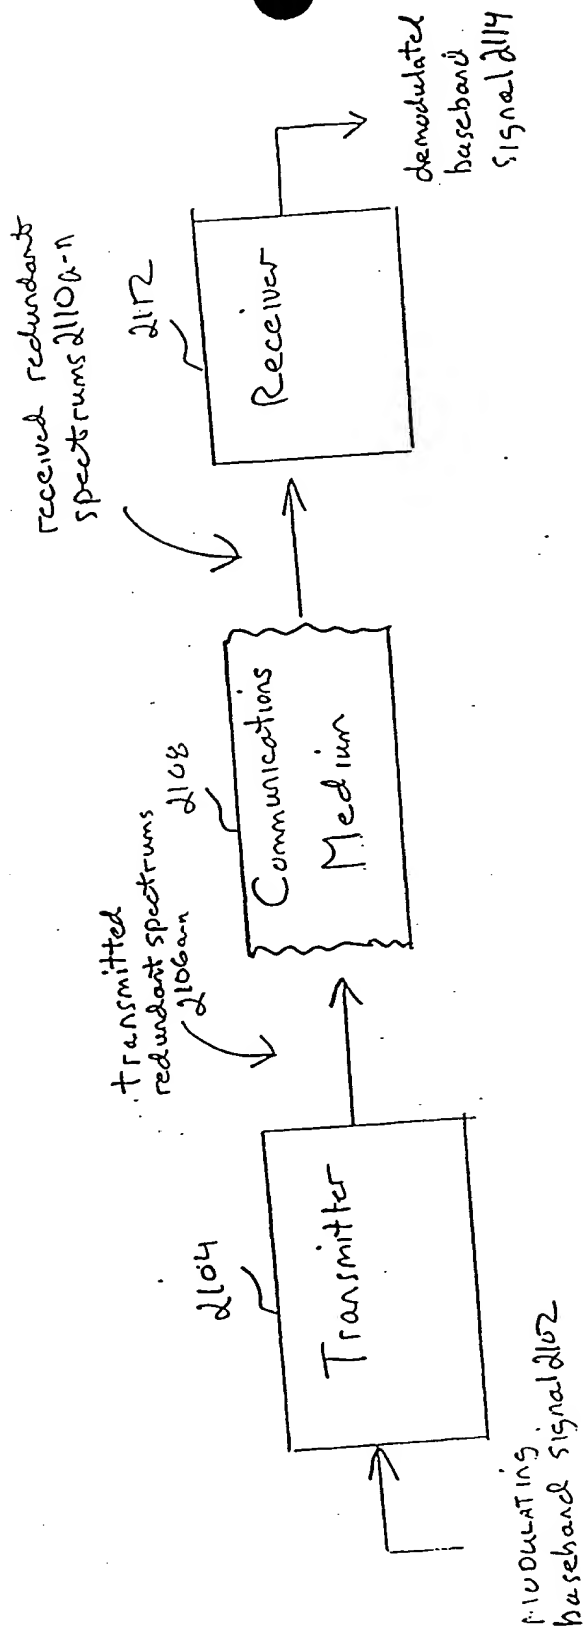 MODULATING
baseband signal 2102
2104
Transmitter
transmitted
redundant spectrums
2106a-n
2108
Communications
Medium
received redundant
spectrums 2110a-n
2112
Receiver
demodulated
baseband
signal 2114